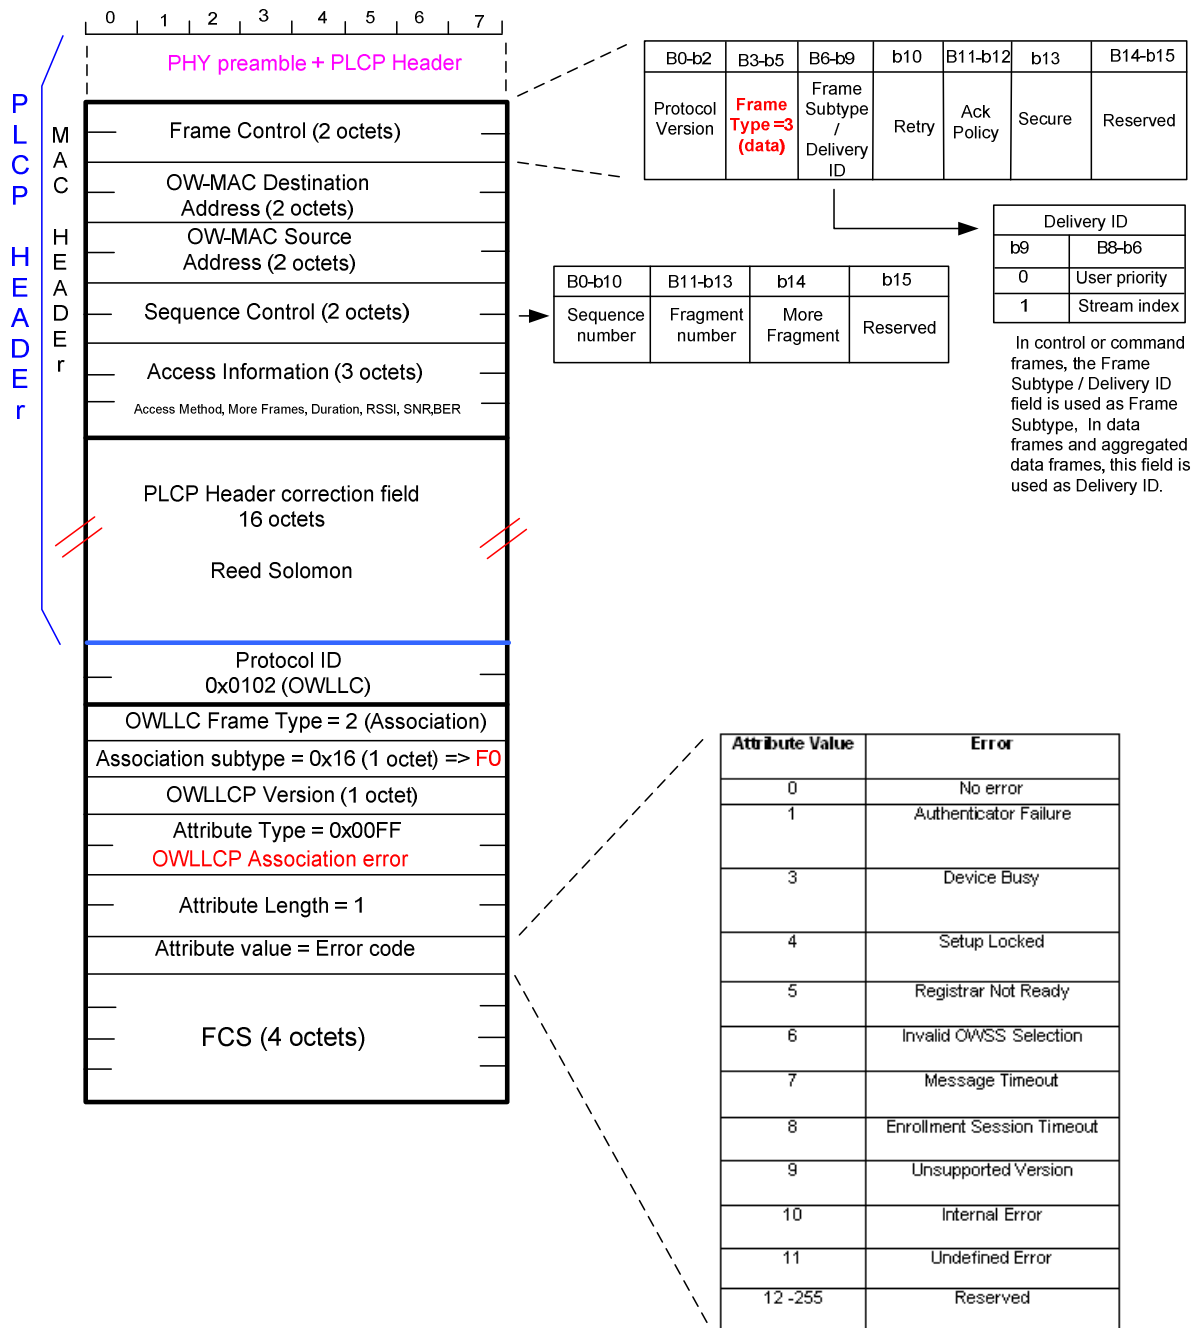 0 1 2 3 4 5 6 7
PHY preamble + PLCP Header
PLCP HEADEr
MAC HEADEr
Frame Control (2 octets)
OW-MAC Destination
Address (2 octets)
OW-MAC Source
Address (2 octets)
Sequence Control (2 octets)
Access Information (3 octets)
Access Method, More Frames, Duration, RSSI, SNR,BER
PLCP Header correction field
16 octets
Reed Solomon
Protocol ID
0x0102 (OWLLC)
OWLLC Frame Type = 2 (Association)
Association subtype = 0x16 (1 octet) => F0
OWLLCP Version (1 octet)
Attribute Type = 0x00FF
OWLLCP Association error
Attribute Length = 1
Attribute value = Error code
FCS (4 octets)
B0-b2 B3-b5 B6-b9 b10 B11-b12 b13 B14-b15
Protocol
Version
Frame
Type =3
(data)
Frame
Subtype
/
Delivery
ID
Retry
Ack
Policy
Secure
Reserved
Delivery ID
b9 B8-b6
0 User priority
1 Stream index
In control or command
frames, the Frame
Subtype / Delivery ID
field is used as Frame
Subtype, In data
frames and aggregated
data frames, this field is
used as Delivery ID.
B0-b10 B11-b13 b14 b15
Sequence
number
Fragment
number
More
Fragment
Reserved
Attribute Value Error
0 No error
1 Authenticator Failure
3 Device Busy
4 Setup Locked
5 Registrar Not Ready
6 Invalid OWSS Selection
7 Message Timeout
8 Enrollment Session Timeout
9 Unsupported Version
10 Internal Error
11 Undefined Error
12 -255 Reserved